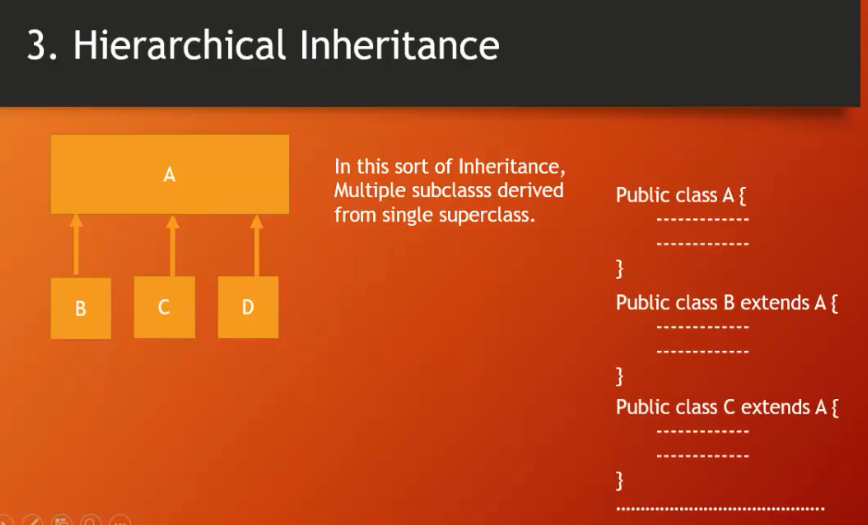 3. Hierarchical Inheritance
A
B
C
D
In this sort of Inheritance,
Multiple subclasss derived
from single superclass.
Public class A {
-------------
-------------
}
Public class B extends A {
-------------
-------------
}
Public class C extends A {
-------------
-------------
}
...........................................